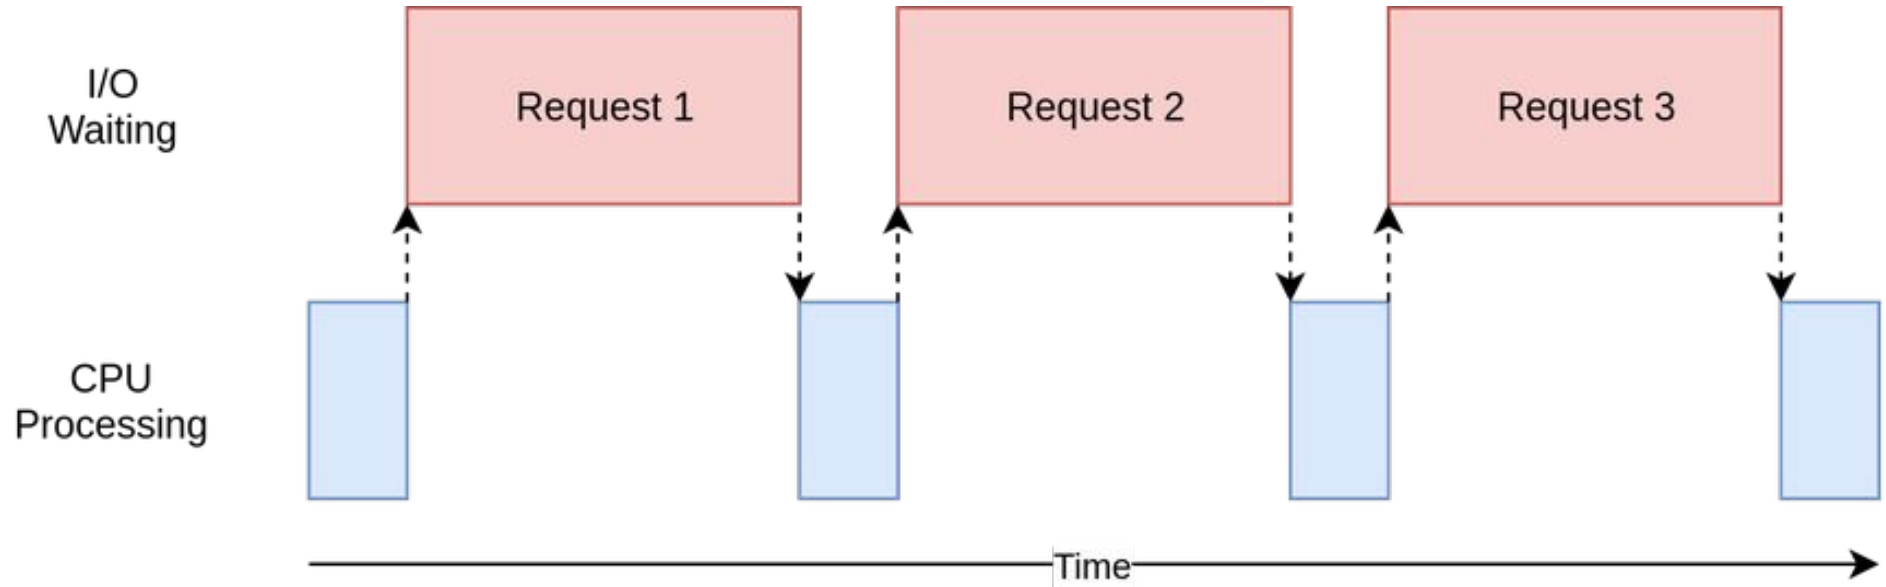 I/O
Waiting
Request 1
Request 2
Request 3
CPU
Processing
Time